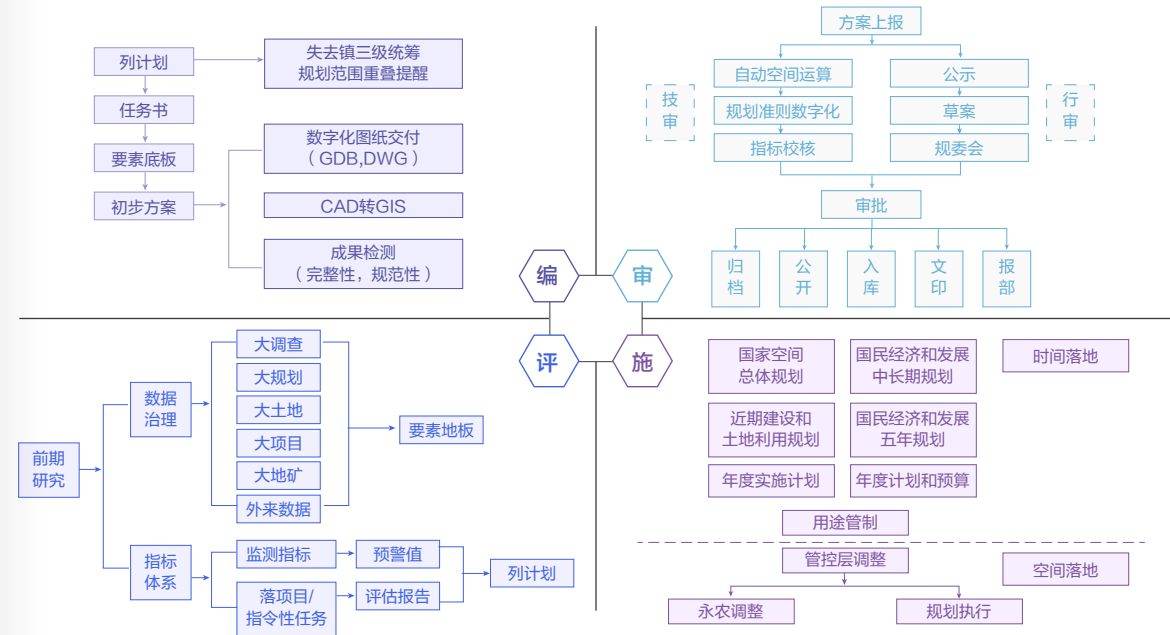 列计划
任务书
要素底板
初步方案
失去镇三级统筹
规划范围重叠提醒
数字化图纸交付
（GDB,DWG）
CAD转GIS
成果检测
（完整性，规范性）
方案上报
技
审
自动空间运算
规划准则数字化
指标校核
公示
草案
规委会
行
审
审批
归
档
公
开
入
库
文
印
报
部
编
审
评
施
前期
研究
数据
治理
大调查
大规划
大土地
大项目
大地矿
外来数据
要素地板
指标
体系
监测指标
预警值
落项目/
指令性任务
评估报告
列计划
国家空间
总体规划
国民经济和发展
中长期规划
时间落地
近期建设和
土地利用规划
国民经济和发展
五年规划
年度实施计划
年度计划和预算
用途管制
管控层调整
空间落地
永农调整
规划执行